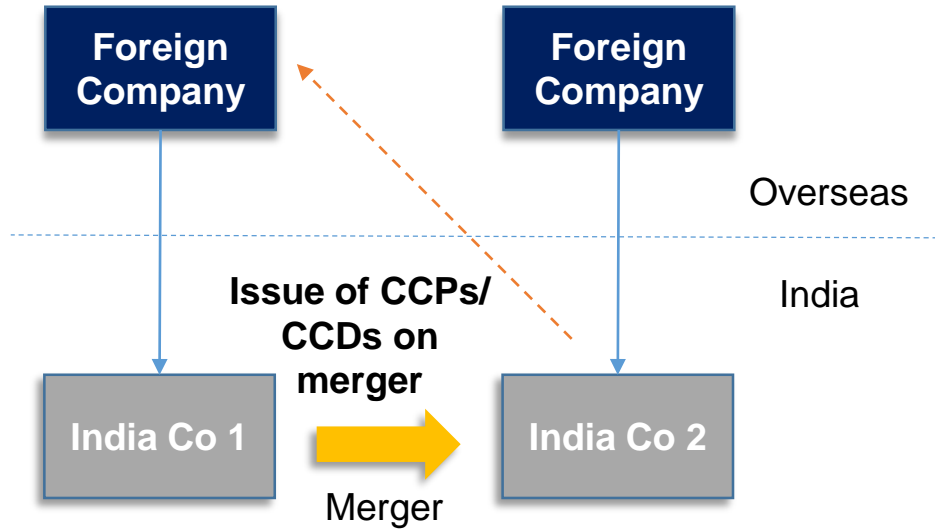 Foreign
Company
Foreign
Company
Overseas
India
Issue of CCPs/
CCDs on
merger
India Co 1
India Co 2
Merger